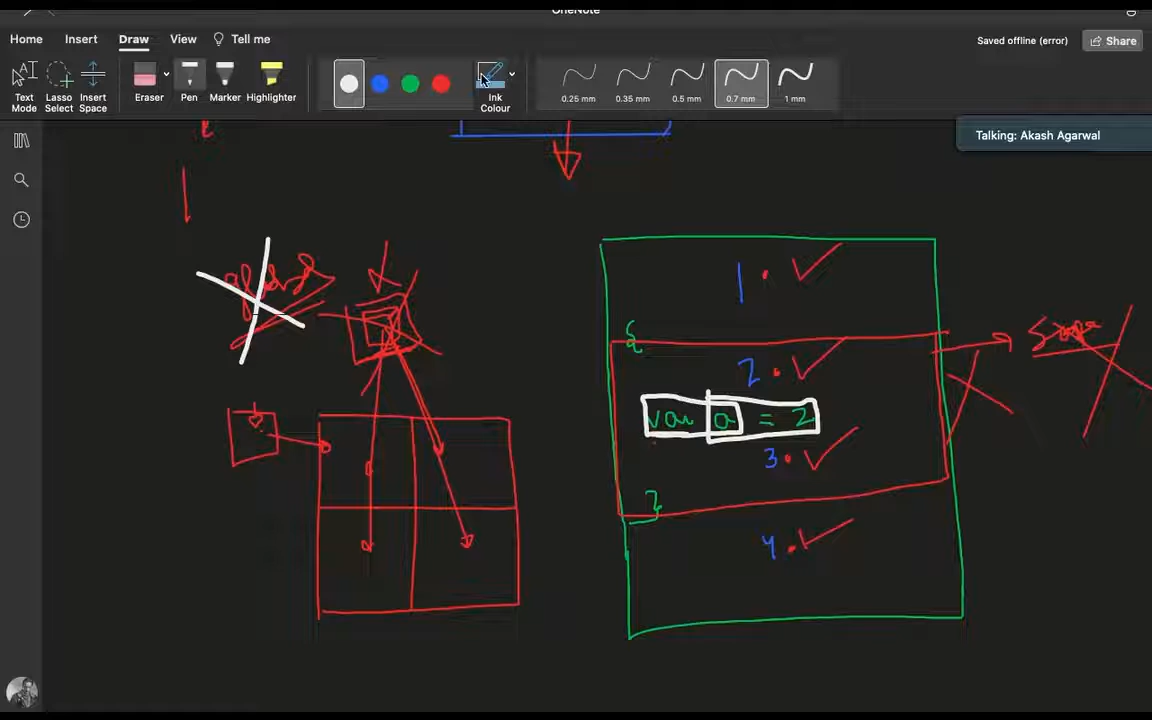 OneNote
Home Insert Draw View Tell me
Saved offline (error) Share
Text Mode
Lasso Select
Insert Space
Eraser
Pen
Marker
Highlighter
Ink Colour
0.25 mm 0.35 mm 0.5 mm 0.7 mm 1 mm
Talking: Akash Agarwal
1.
{
2.
var a = 2
3.
}
4.